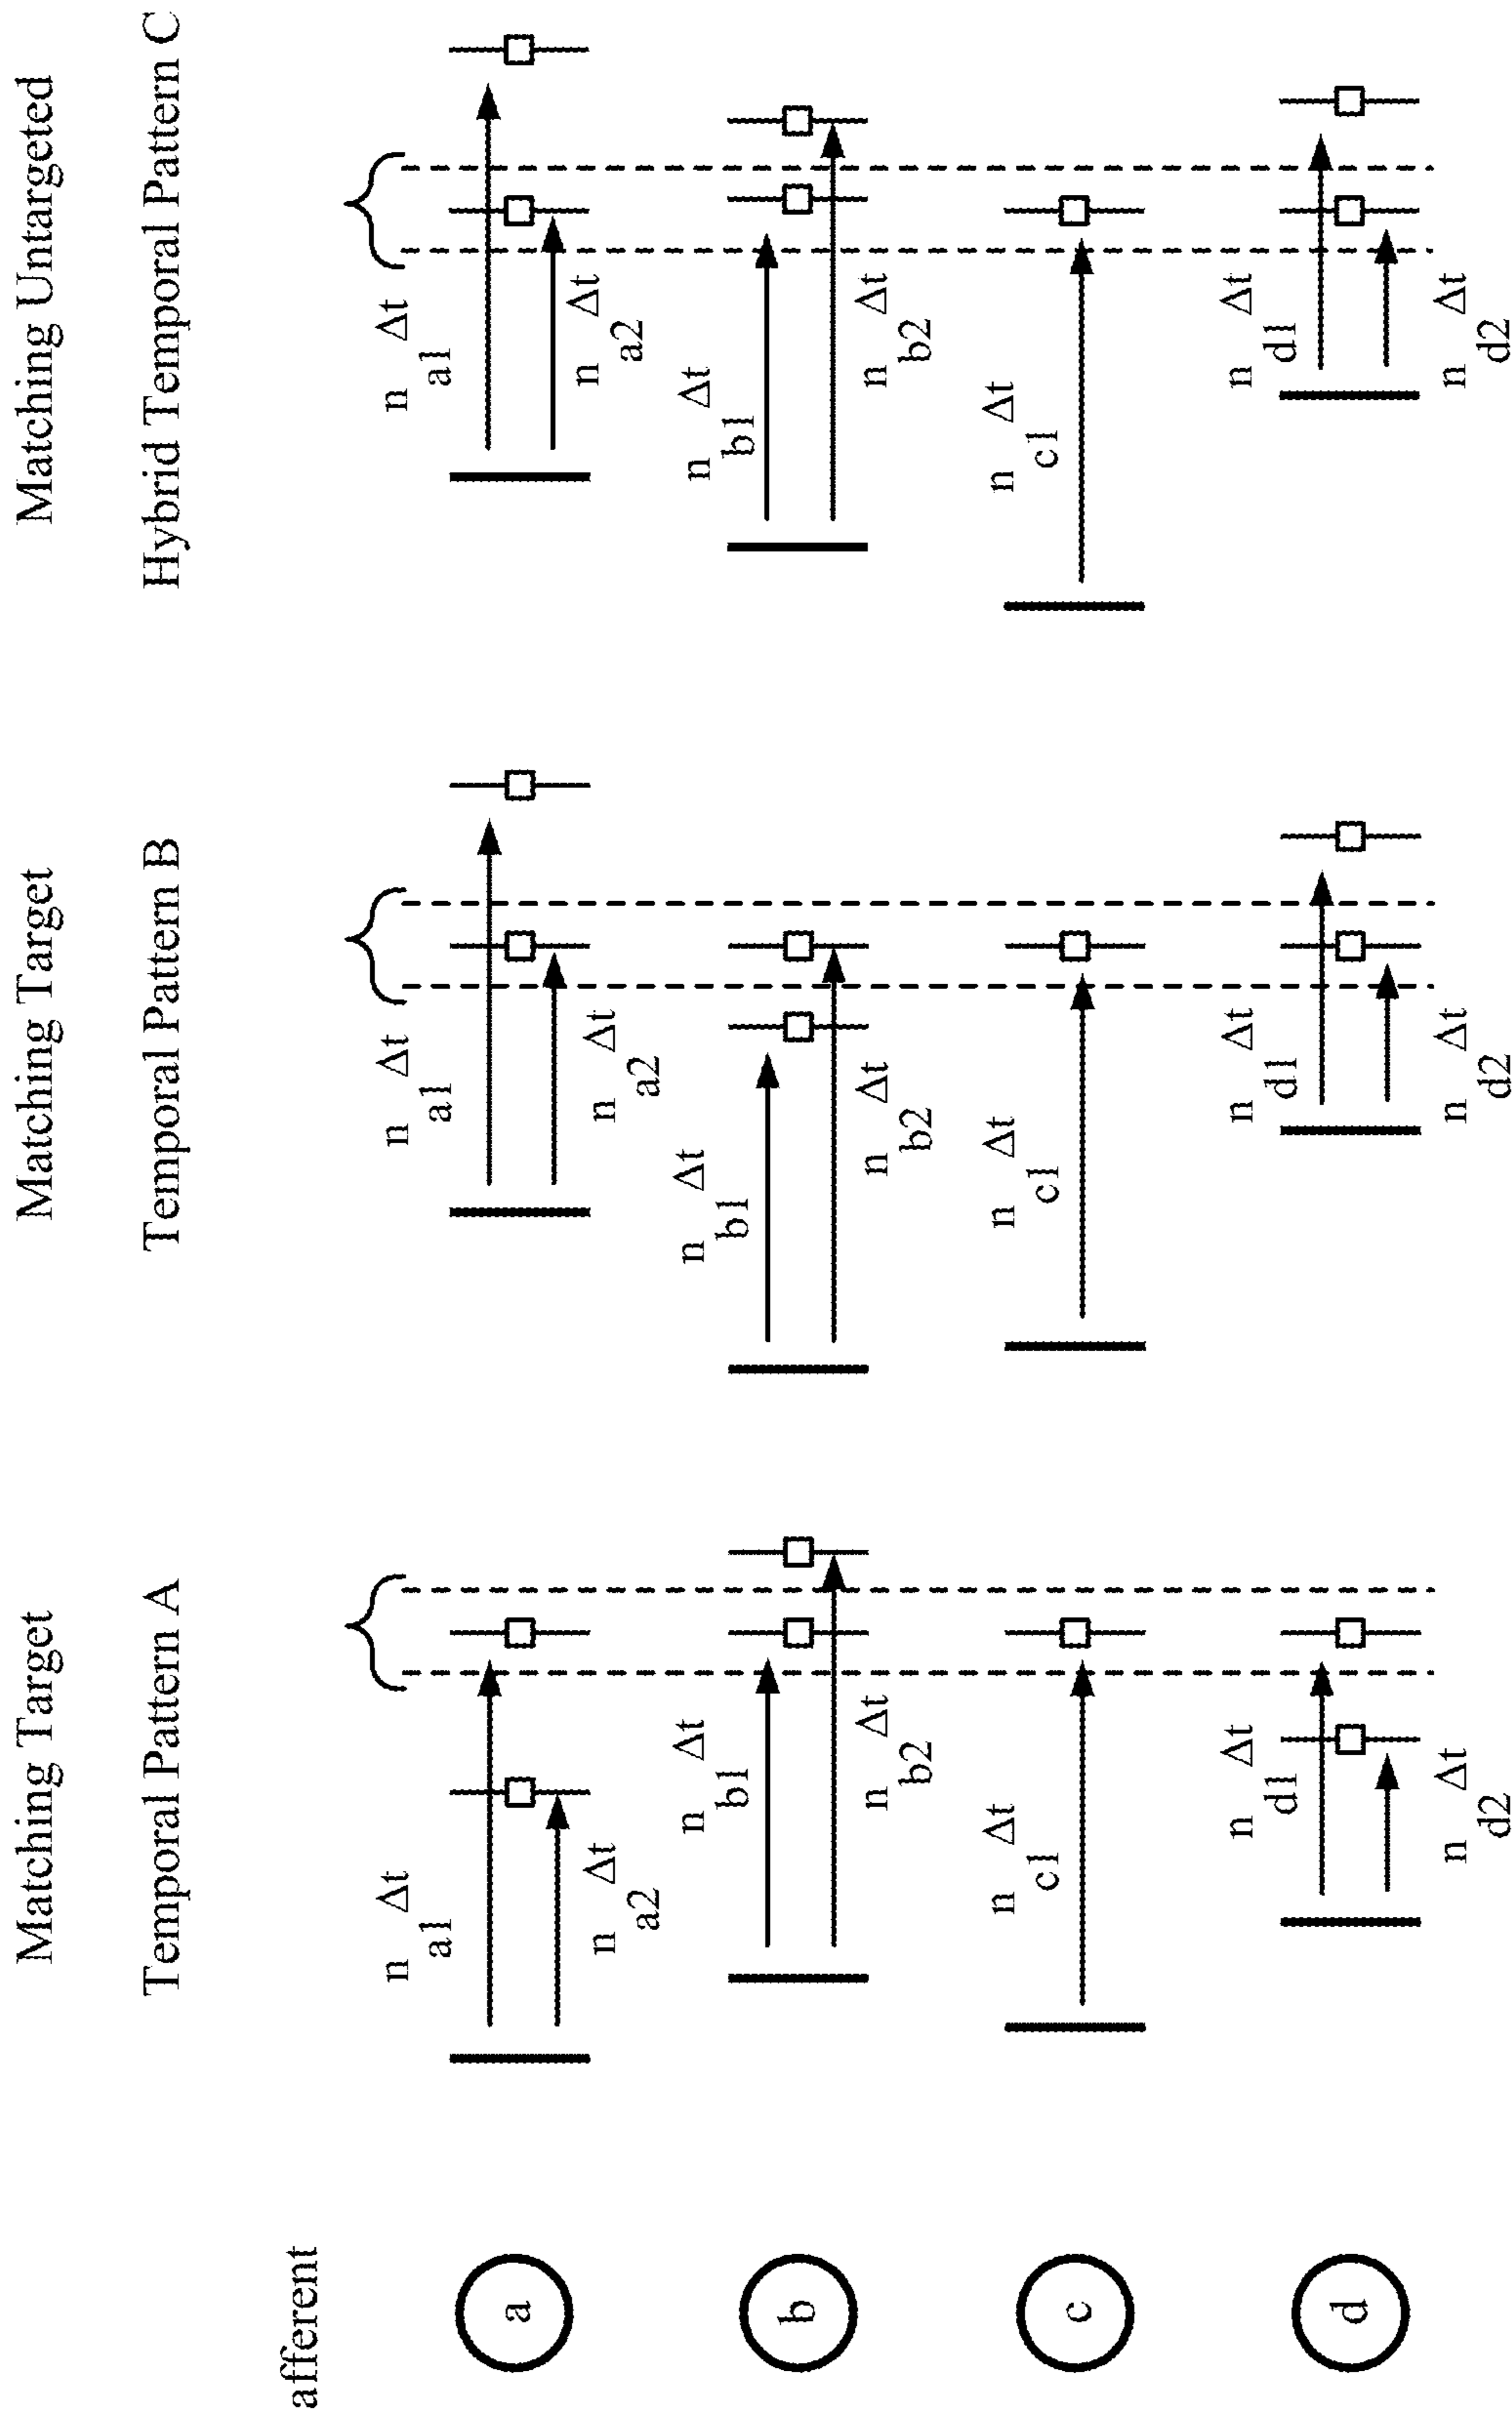 Matching Target
Matching Target
Matching Untargeted
Temporal Pattern A
Temporal Pattern B
Hybrid Temporal Pattern C
afferent
a
n a1 Δt
n a2 Δt
n a1 Δt
n a2 Δt
n a1 Δt
n a2 Δt
b
n b1 Δt
n b2 Δt
n b1 Δt
n b2 Δt
n b1 Δt
n b2 Δt
c
n c1 Δt
n c1 Δt
n c1 Δt
d
n d1 Δt
n d2 Δt
n d1 Δt
n d2 Δt
n d1 Δt
n d2 Δt